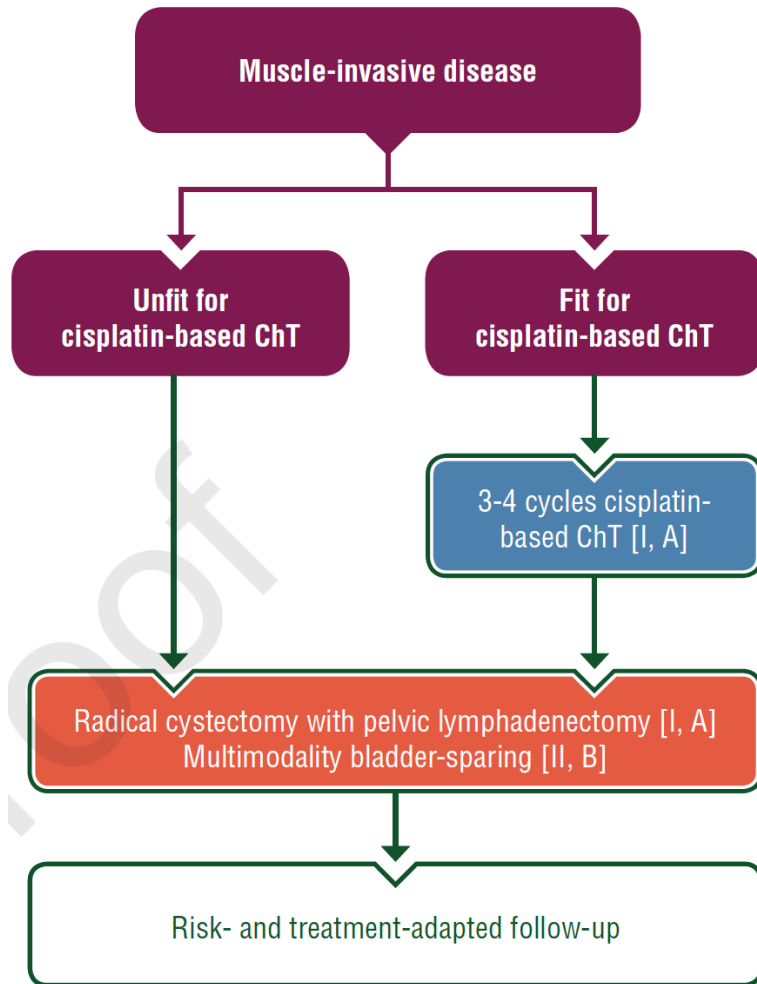 Muscle-invasive disease
Unfit for
cisplatin-based ChT
Fit for
cisplatin-based ChT
3-4 cycles cisplatin-
based ChT [I, A]
Radical cystectomy with pelvic lymphadenectomy [I, A]
Multimodality bladder-sparing [II, B]
Risk- and treatment-adapted follow-up
roof